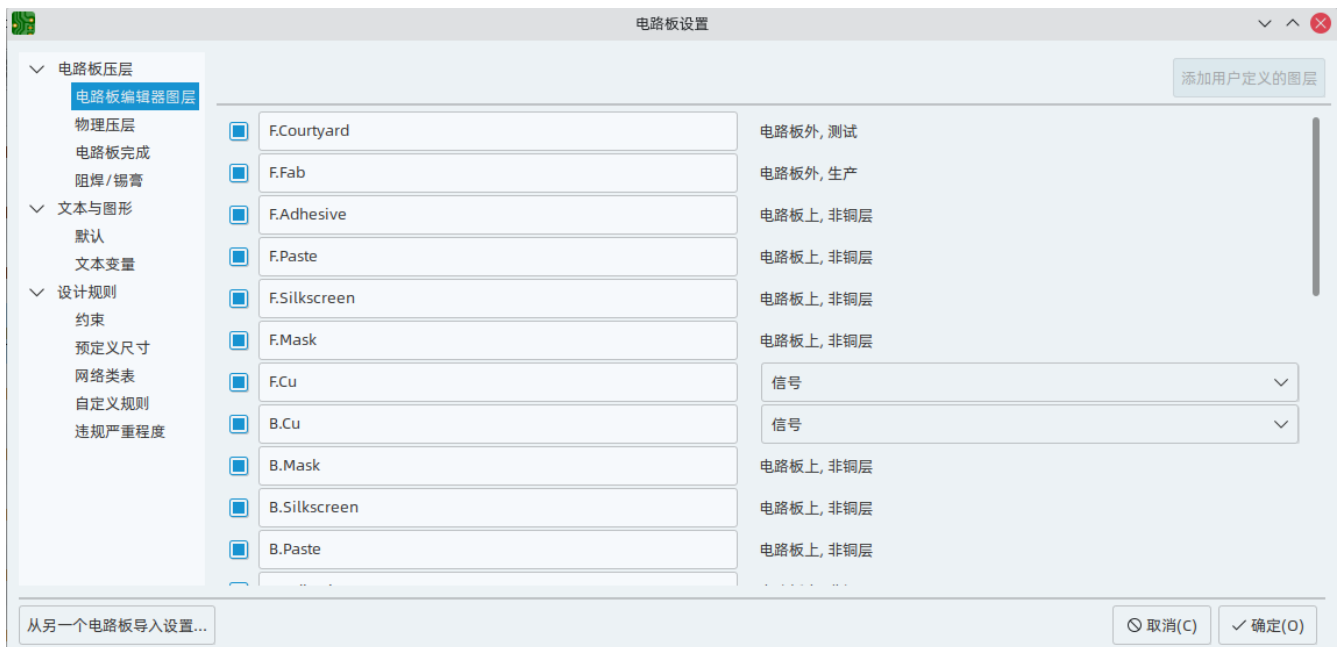 电路板设置
电路板压层
电路板编辑器图层
物理压层
电路板完成
阻焊/锡膏
文本与图形
默认
文本变量
设计规则
约束
预定义尺寸
网络类表
自定义规则
违规严重程度
添加用户定义的图层
F.Courtyard 电路板外, 测试
F.Fab 电路板外, 生产
F.Adhesive 电路板上, 非铜层
F.Paste 电路板上, 非铜层
F.Silkscreen 电路板上, 非铜层
F.Mask 电路板上, 非铜层
F.Cu 信号
B.Cu 信号
B.Mask 电路板上, 非铜层
B.Silkscreen 电路板上, 非铜层
B.Paste 电路板上, 非铜层
从另一个电路板导入设置... 取消(C) 确定(O)